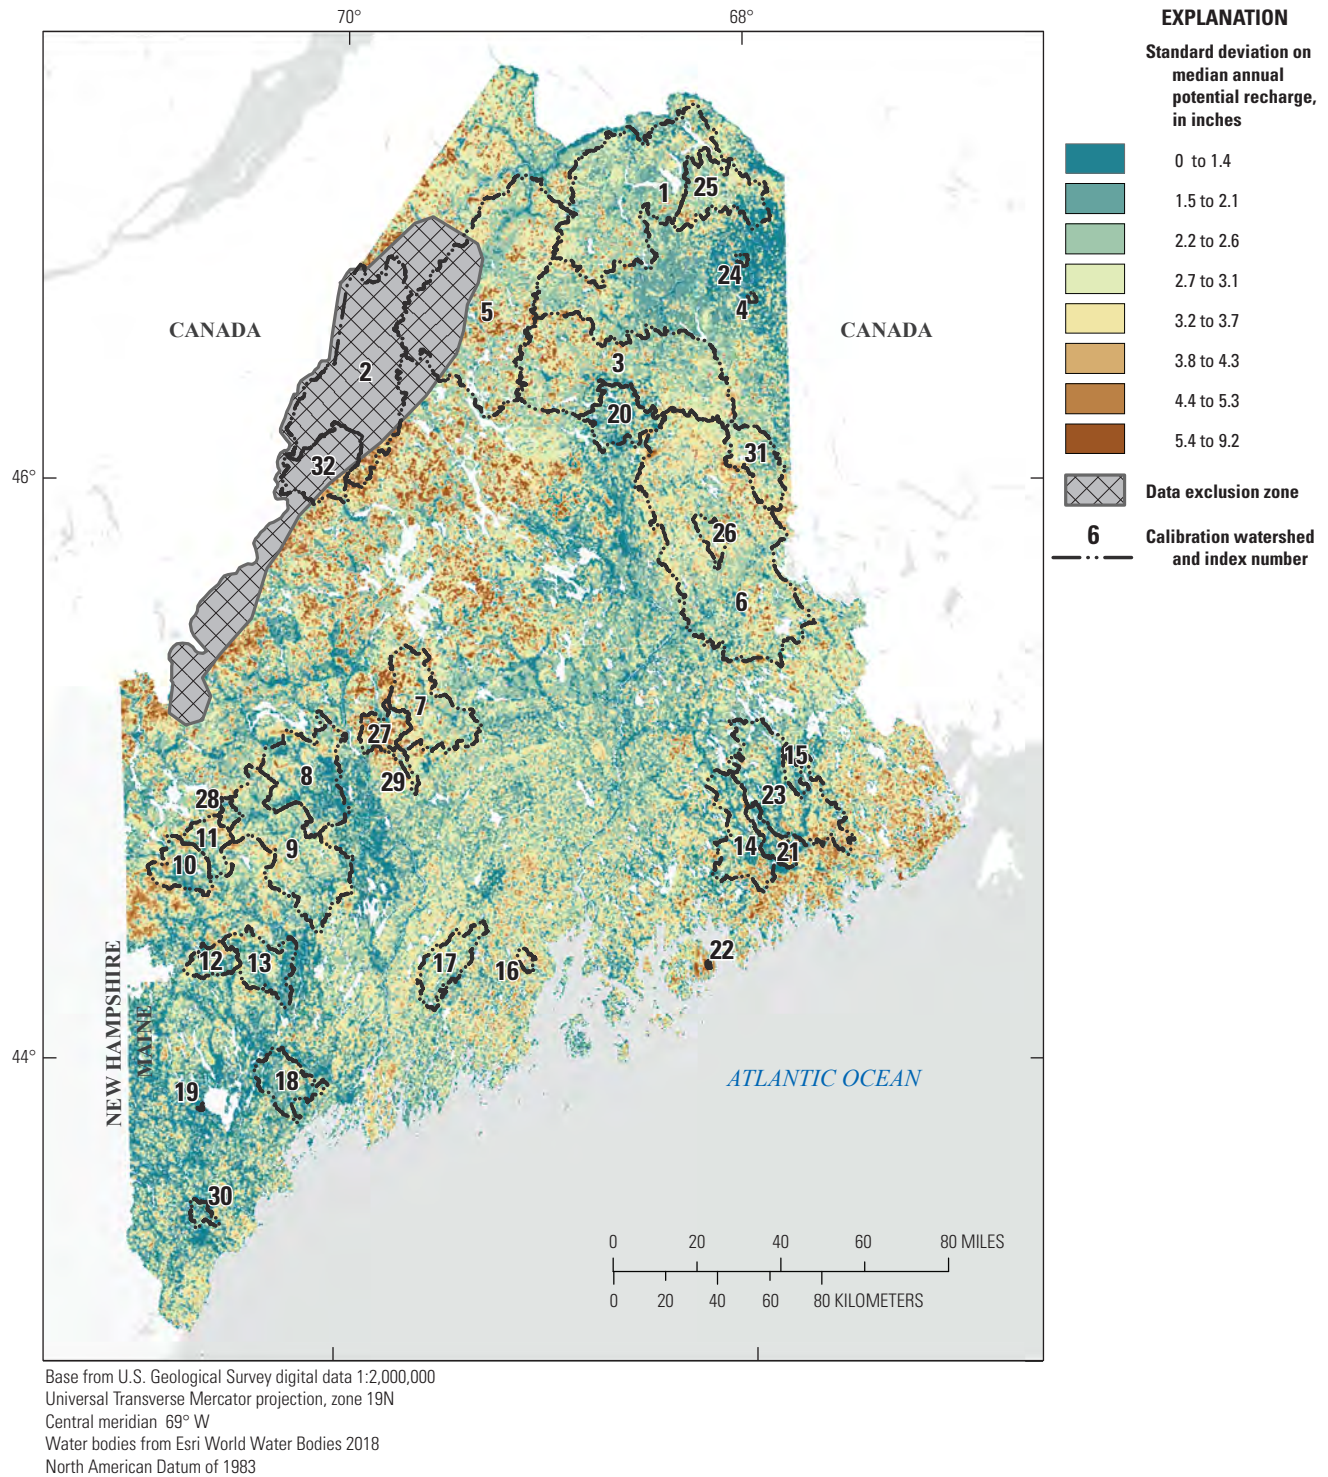 70°
68°
EXPLANATION
Standard deviation on
median annual
potential recharge,
in inches
0 to 1.4
1.5 to 2.1
2.2 to 2.6
2.7 to 3.1
3.2 to 3.7
3.8 to 4.3
4.4 to 5.3
5.4 to 9.2
Data exclusion zone
6
Calibration watershed
and index number
1
25
24
4
5
CANADA
CANADA
3
2
20
31
32
46°
26
6
7
27
15
8
29
28
23
11
9
14
21
10
22
12
13
17
16
NEW HAMPSHIRE
MAINE
44°
18
ATLANTIC OCEAN
19
30
0 20 40 60 80 MILES
0 20 40 60 80 KILOMETERS
Base from U.S. Geological Survey digital data 1:2,000,000
Universal Transverse Mercator projection, zone 19N
Central meridian 69° W
Water bodies from Esri World Water Bodies 2018
North American Datum of 1983